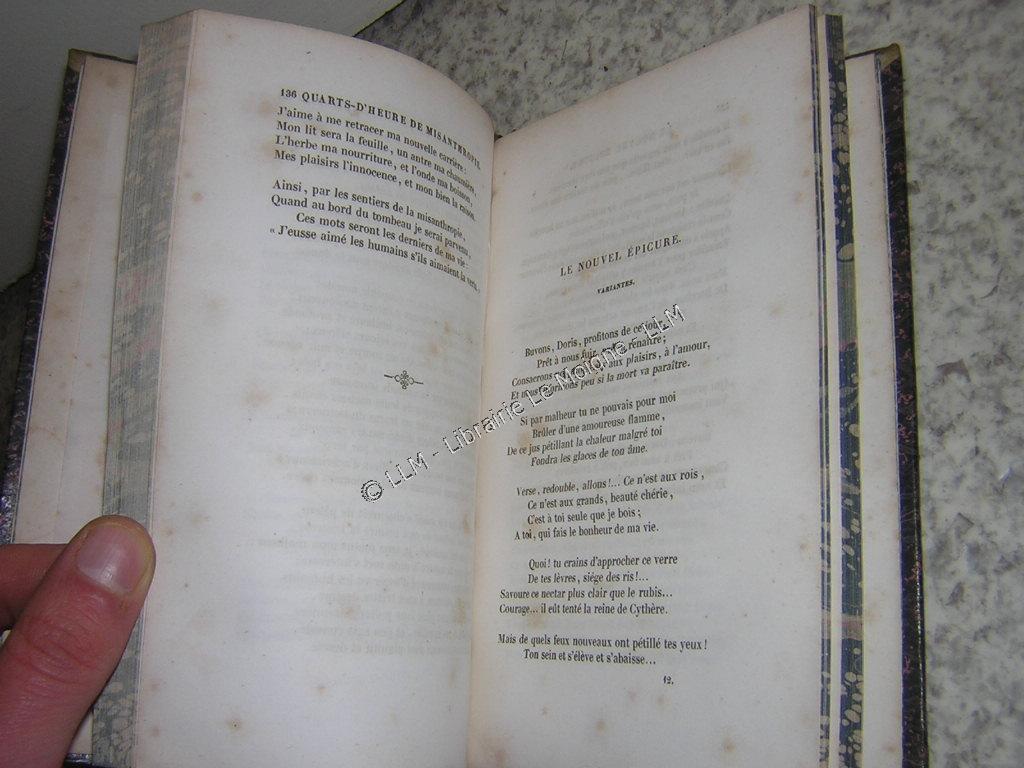 136 QUARTS-D'HEURE DE MISANTHROPIE.
J'aime à me retracer ma nouvelle carrière :
Mon lit sera la feuille, un antre ma chaumière,
L'herbe ma nourriture, et l'onde ma boisson,
Mes plaisirs l'innocence, et mon bien la raison.
Ainsi, par les sentiers de la misanthropie,
Quand au bord du tombeau je serai parvenu,
Ces mots seront les derniers de ma vie :
« J'eusse aimé les humains s'ils aimaient la vertu.
LE NOUVEL ÉPICURE.
VARIANTES.
Buvons, Doris, profitons de ce jour,
Prêt à nous fuir, renaître ;
Consacrons aux plaisirs, à l'amour,
Et nous peu si la mort va paraître.
Si par malheur tu ne pouvais pour moi
Brûler d'une amoureuse flamme,
De ce jus pétillant la chaleur malgré toi
Fondra les glaces de ton âme.
Verse, redouble, allons!... Ce n'est aux rois,
Ce n'est aux grands, beauté chérie,
C'est à toi seule que je bois ;
A toi, qui fais le bonheur de ma vie.
Quoi! tu crains d'approcher ce verre
De tes lèvres, siége des ris!...
Savoure ce nectar plus clair que le rubis...
Courage... il eût tenté la reine de Cythère.
Mais de quels feux nouveaux ont pétillé tes yeux!
Ton sein et s'élève et s'abaisse...
12.
© LLM - Librairie Le Moigne - LLM